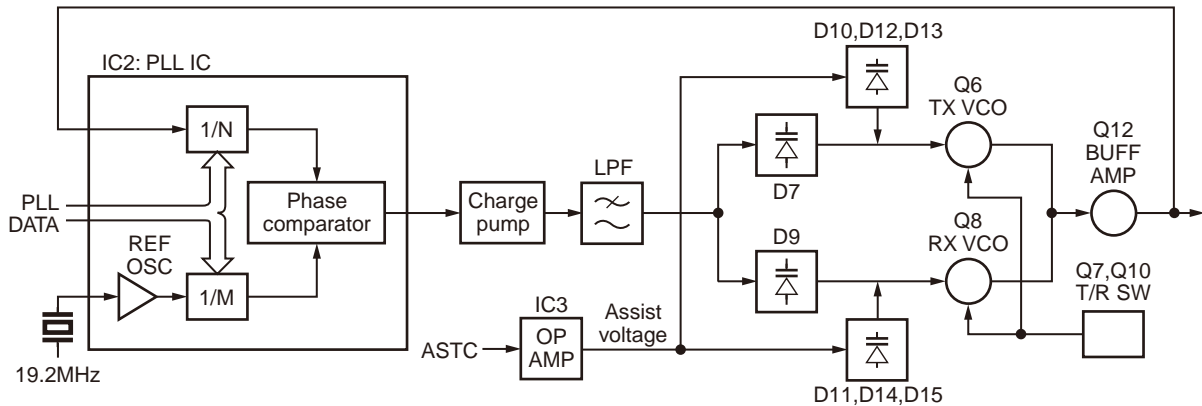 IC2: PLL IC
1/N
PLL
DATA
Phase
comparator
REF
OSC
1/M
19.2MHz
Charge
pump
LPF
ASTC
IC3
OP
AMP
Assist
voltage
D10,D12,D13
D7
D9
D11,D14,D15
Q6
TX VCO
Q8
RX VCO
Q12
BUFF
AMP
Q7,Q10
T/R SW